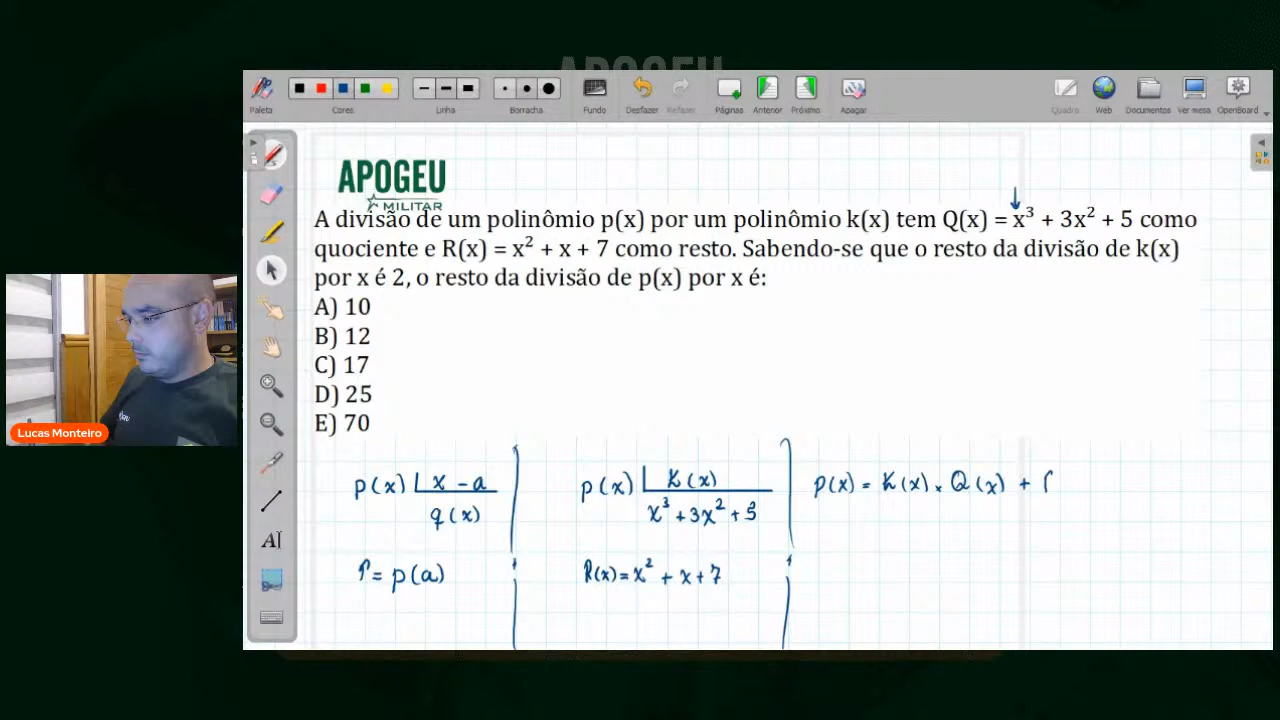 APOGEU
Paleta
Cores
Linha
Borracha
Fundo
Desfazer
Refazer
Páginas
Anterior
Próximo
Apagar
Quadro
Web
Documentos
Ver mesa
OpenBoard
APOGEU
MILITAR
A divisão de um polinômio p(x) por um polinômio k(x) tem Q(x) = x³ + 3x² + 5 como
quociente e R(x) = x² + x + 7 como resto. Sabendo-se que o resto da divisão de k(x)
por x é 2, o resto da divisão de p(x) por x é:
A) 10
B) 12
C) 17
D) 25
E) 70
Lucas Monteiro
p(x) x - a
q(x)
r = p(a)
p(x) K(x)
x³ + 3x² + 5
R(x) = x² + x + 7
p(x) = K(x) . Q(x) +